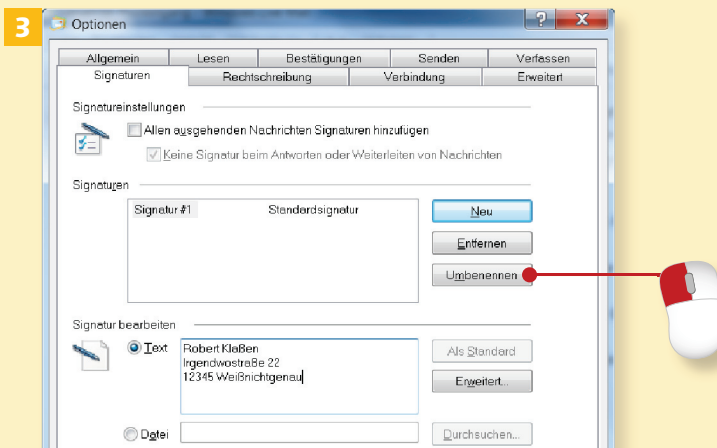 3
Optionen
Allgemein Lesen Bestätigungen Senden Verfassen
Signaturen Rechtschreibung Verbindung Erweitert
Signatureinstellungen
Allen ausgehenden Nachrichten Signaturen hinzufügen
Keine Signatur beim Antworten oder Weiterleiten von Nachrichten
Signaturen
Signatur #1 Standardsignatur
Neu
Entfernen
Umbenennen
Signatur bearbeiten
Text
Robert Klaßen
Irgendwostraße 22
12345 Weißnichtgenau
Als Standard
Erweitert...
Datei
Durchsuchen...